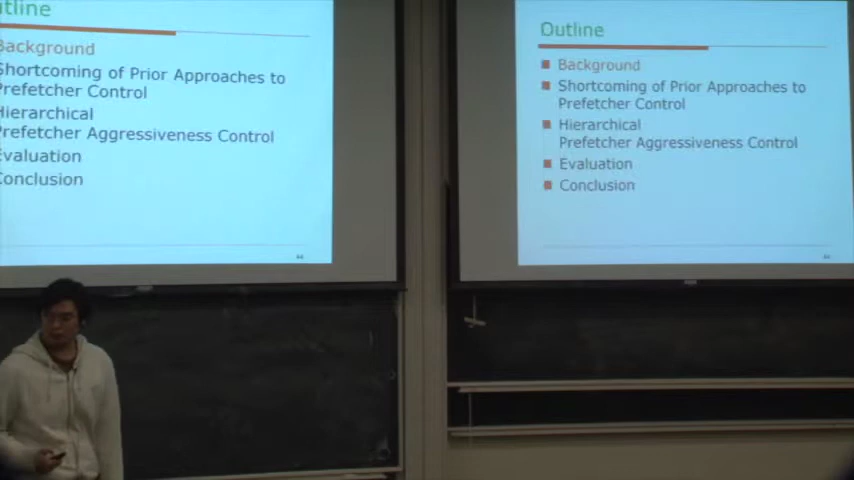 tline
Background
Shortcoming of Prior Approaches to
Prefetcher Control
Hierarchical
Prefetcher Aggressiveness Control
Evaluation
Conclusion
Outline
Background
Shortcoming of Prior Approaches to
Prefetcher Control
Hierarchical
Prefetcher Aggressiveness Control
Evaluation
Conclusion